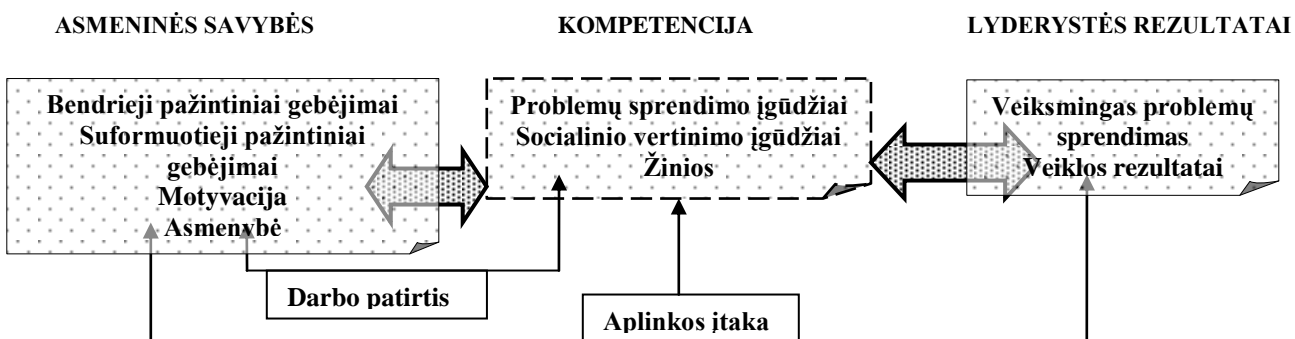 ASMENINĖS SAVYBĖS
KOMPETENCIJA
LYDERYSTĖS REZULTATAI
Bendrieji pažintiniai gebėjimai
Suformuotieji pažintiniai
gebėjimai
Motyvacija
Asmenybė
Problemų sprendimo įgūdžiai
Socialinio vertinimo įgūdžiai
Žinios
Veiksmingas problemų
sprendimas
Veiklos rezultatai
Darbo patirtis
Aplinkos įtaka